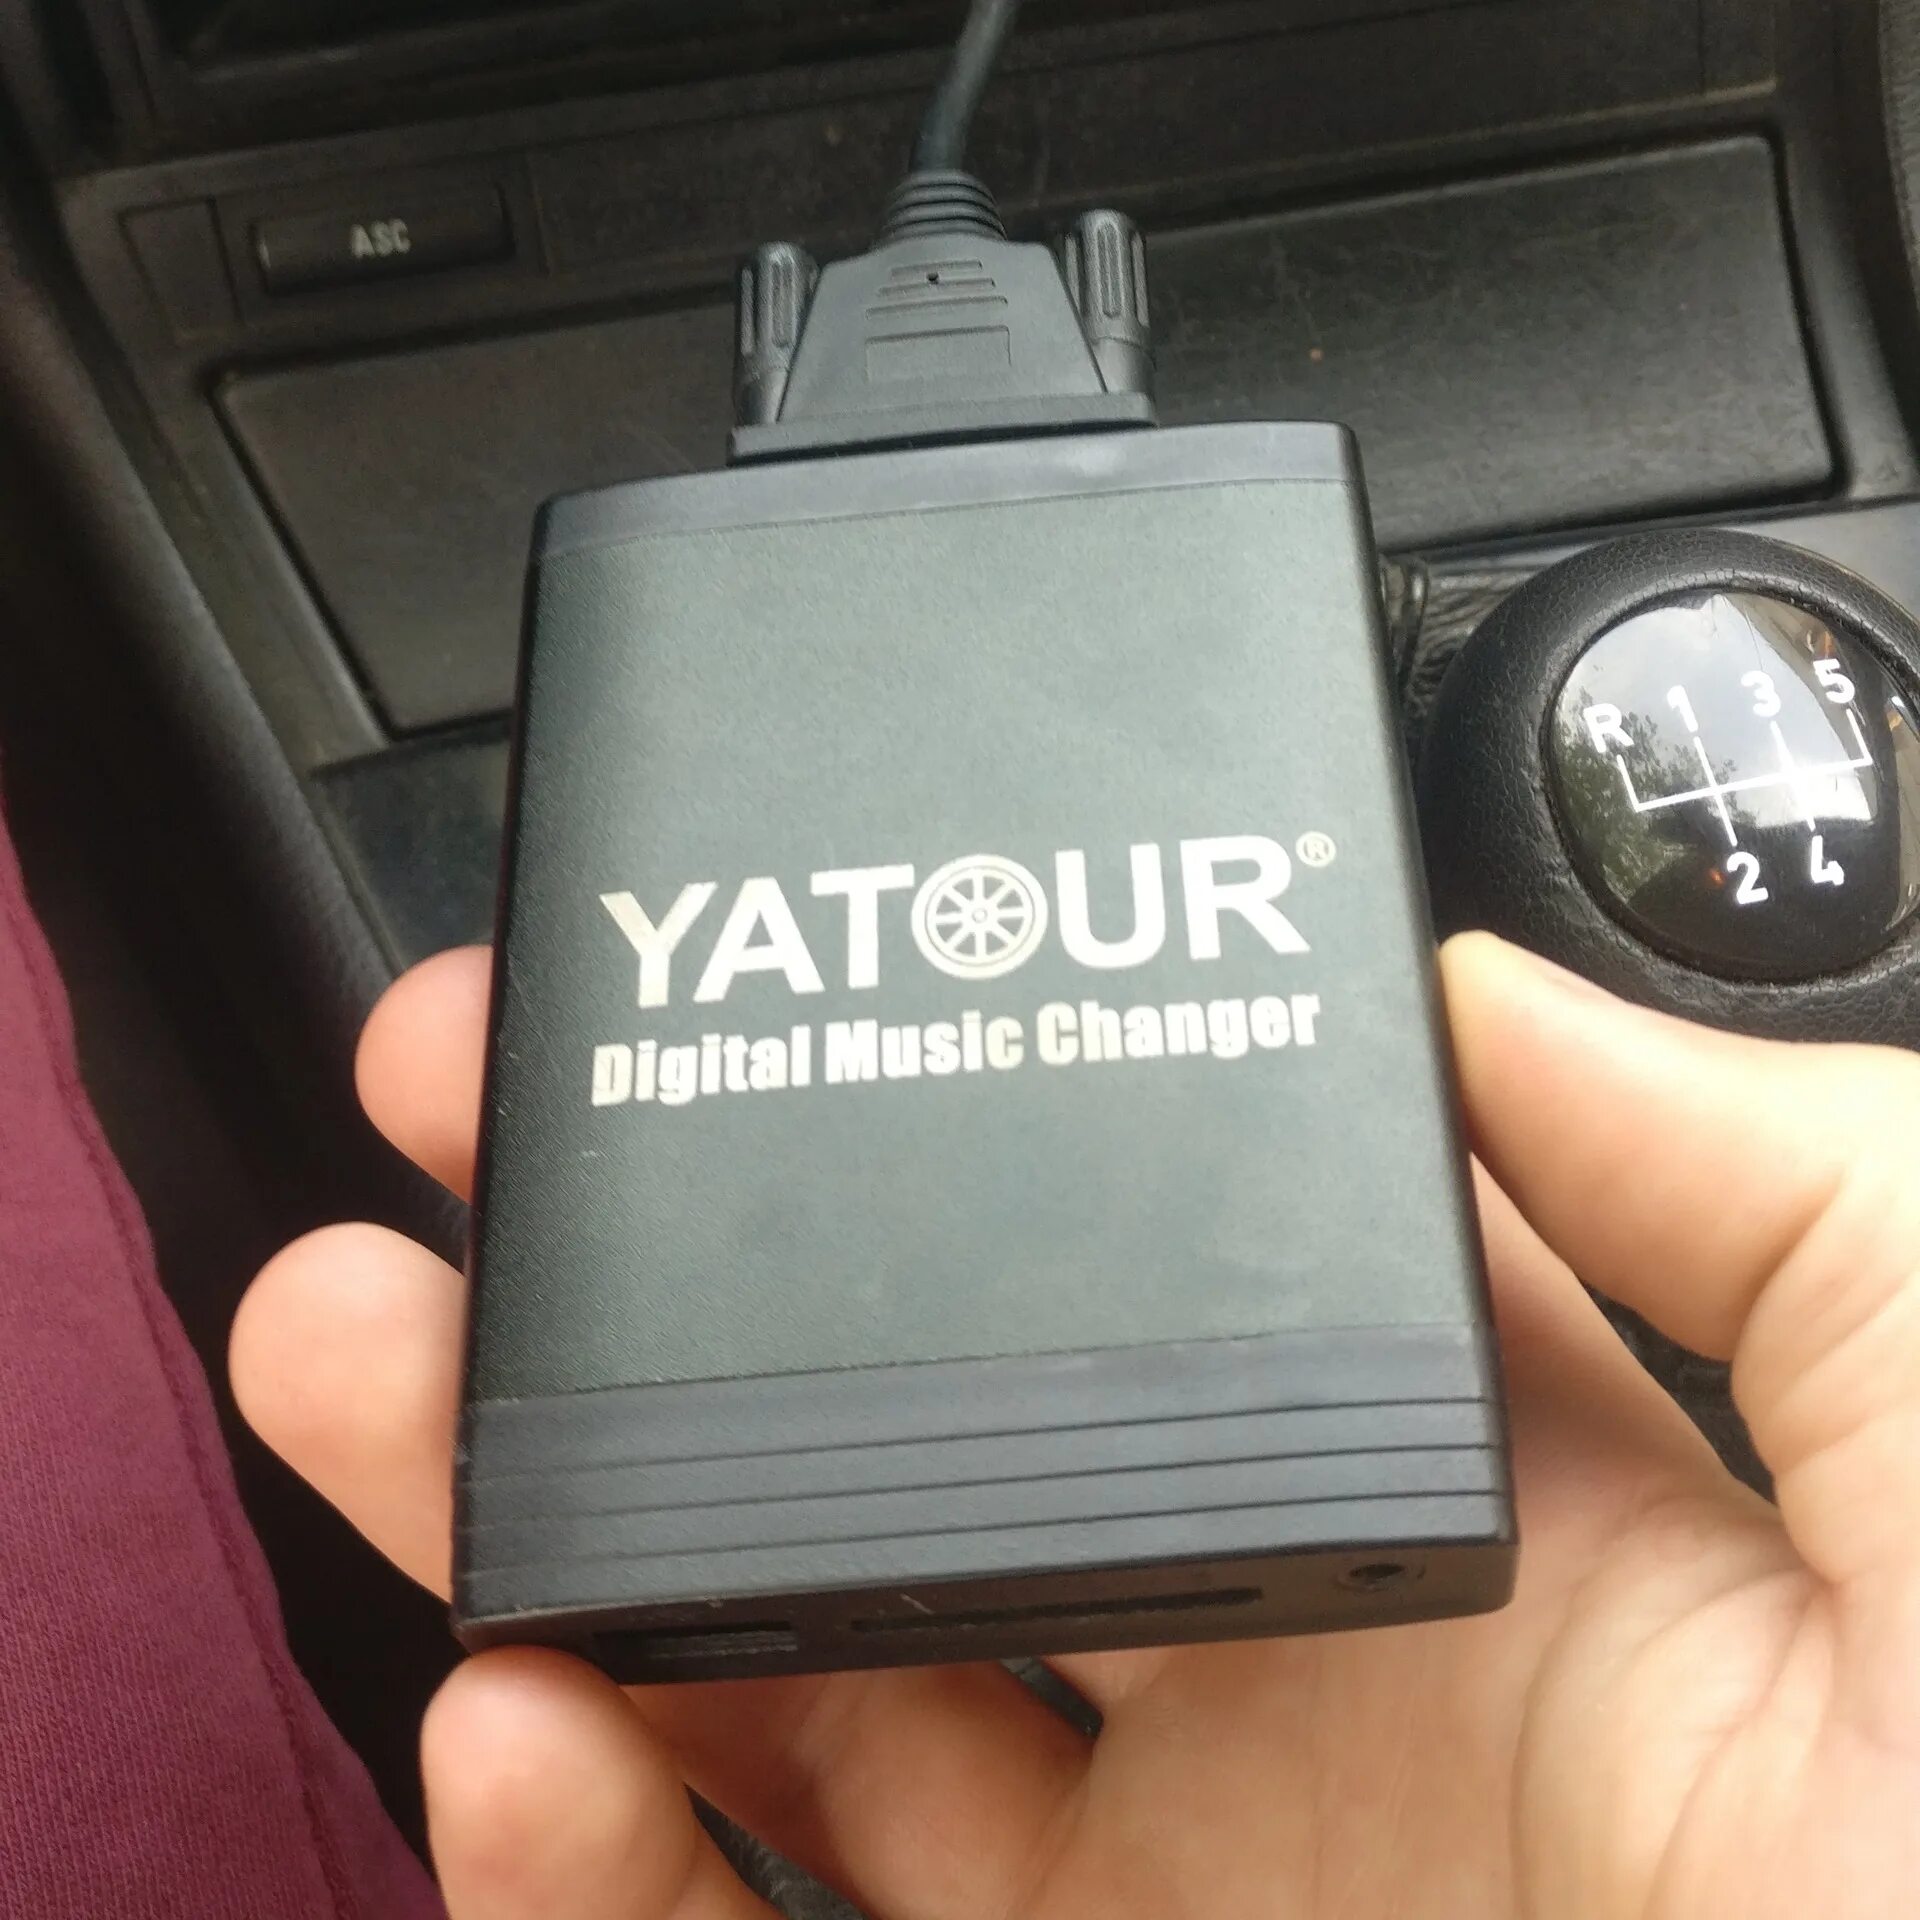 ASC
YATOUR®
Digital Music Changer
R 1 3 5
2 4